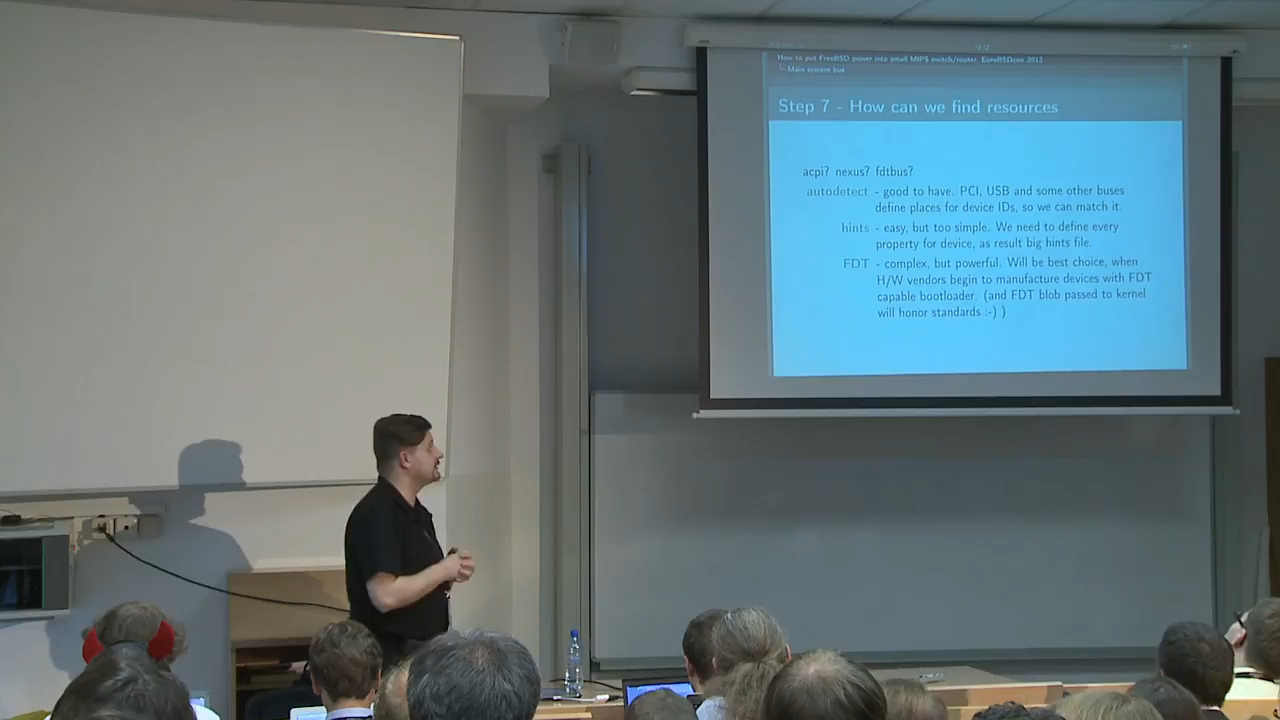 How to put FreeBSD power into small MIPS switch/router. EuroBSDcon 2012
Main system bus
Step 7 - How can we find resources
acpi? nexus? fdtbus?
autodetect - good to have. PCI, USB and some other buses
define places for device IDs, so we can match it.
hints - easy, but too simple. We need to define every
property for device, as result big hints file.
FDT - complex, but powerful. Will be best choice, when
H/W vendors begin to manufacture devices with FDT
capable bootloader. (and FDT blob passed to kernel
will honor standards :-) )